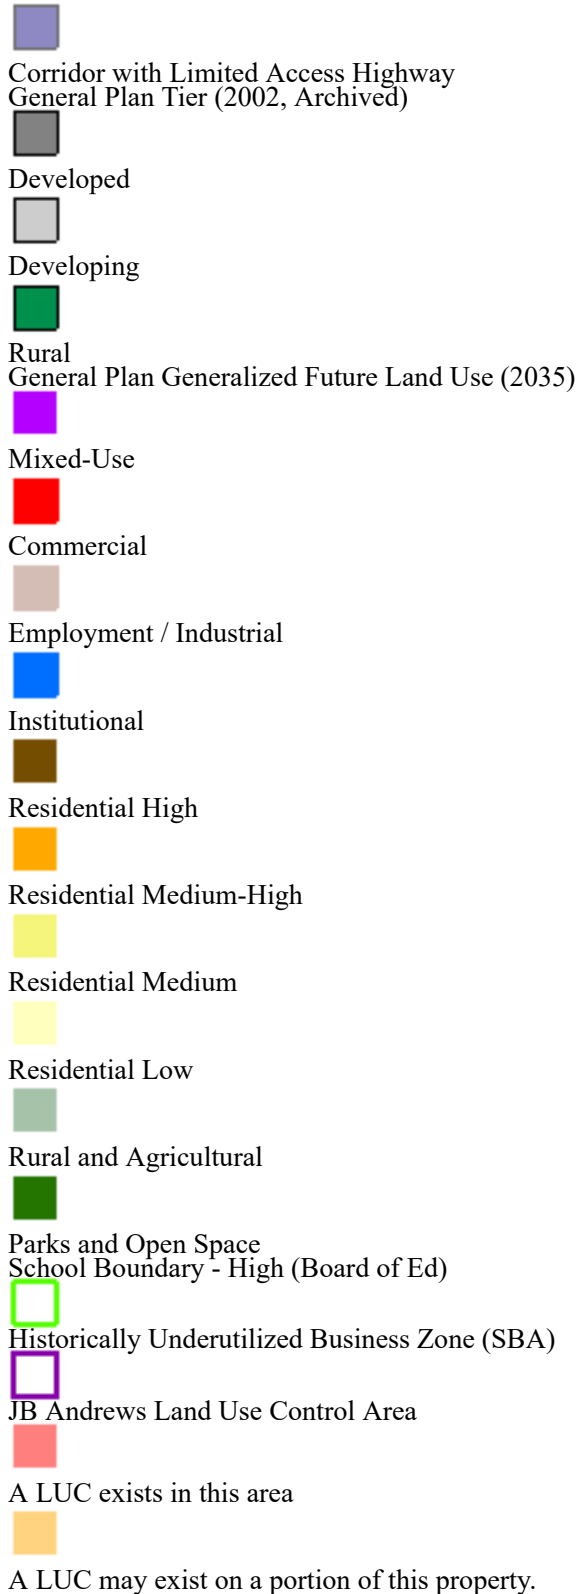 Corridor with Limited Access Highway
General Plan Tier (2002, Archived)
Developed
Developing
Rural
General Plan Generalized Future Land Use (2035)
Mixed-Use
Commercial
Employment / Industrial
Institutional
Residential High
Residential Medium-High
Residential Medium
Residential Low
Rural and Agricultural
Parks and Open Space
School Boundary - High (Board of Ed)
Historically Underutilized Business Zone (SBA)
JB Andrews Land Use Control Area
A LUC exists in this area
A LUC may exist on a portion of this property.